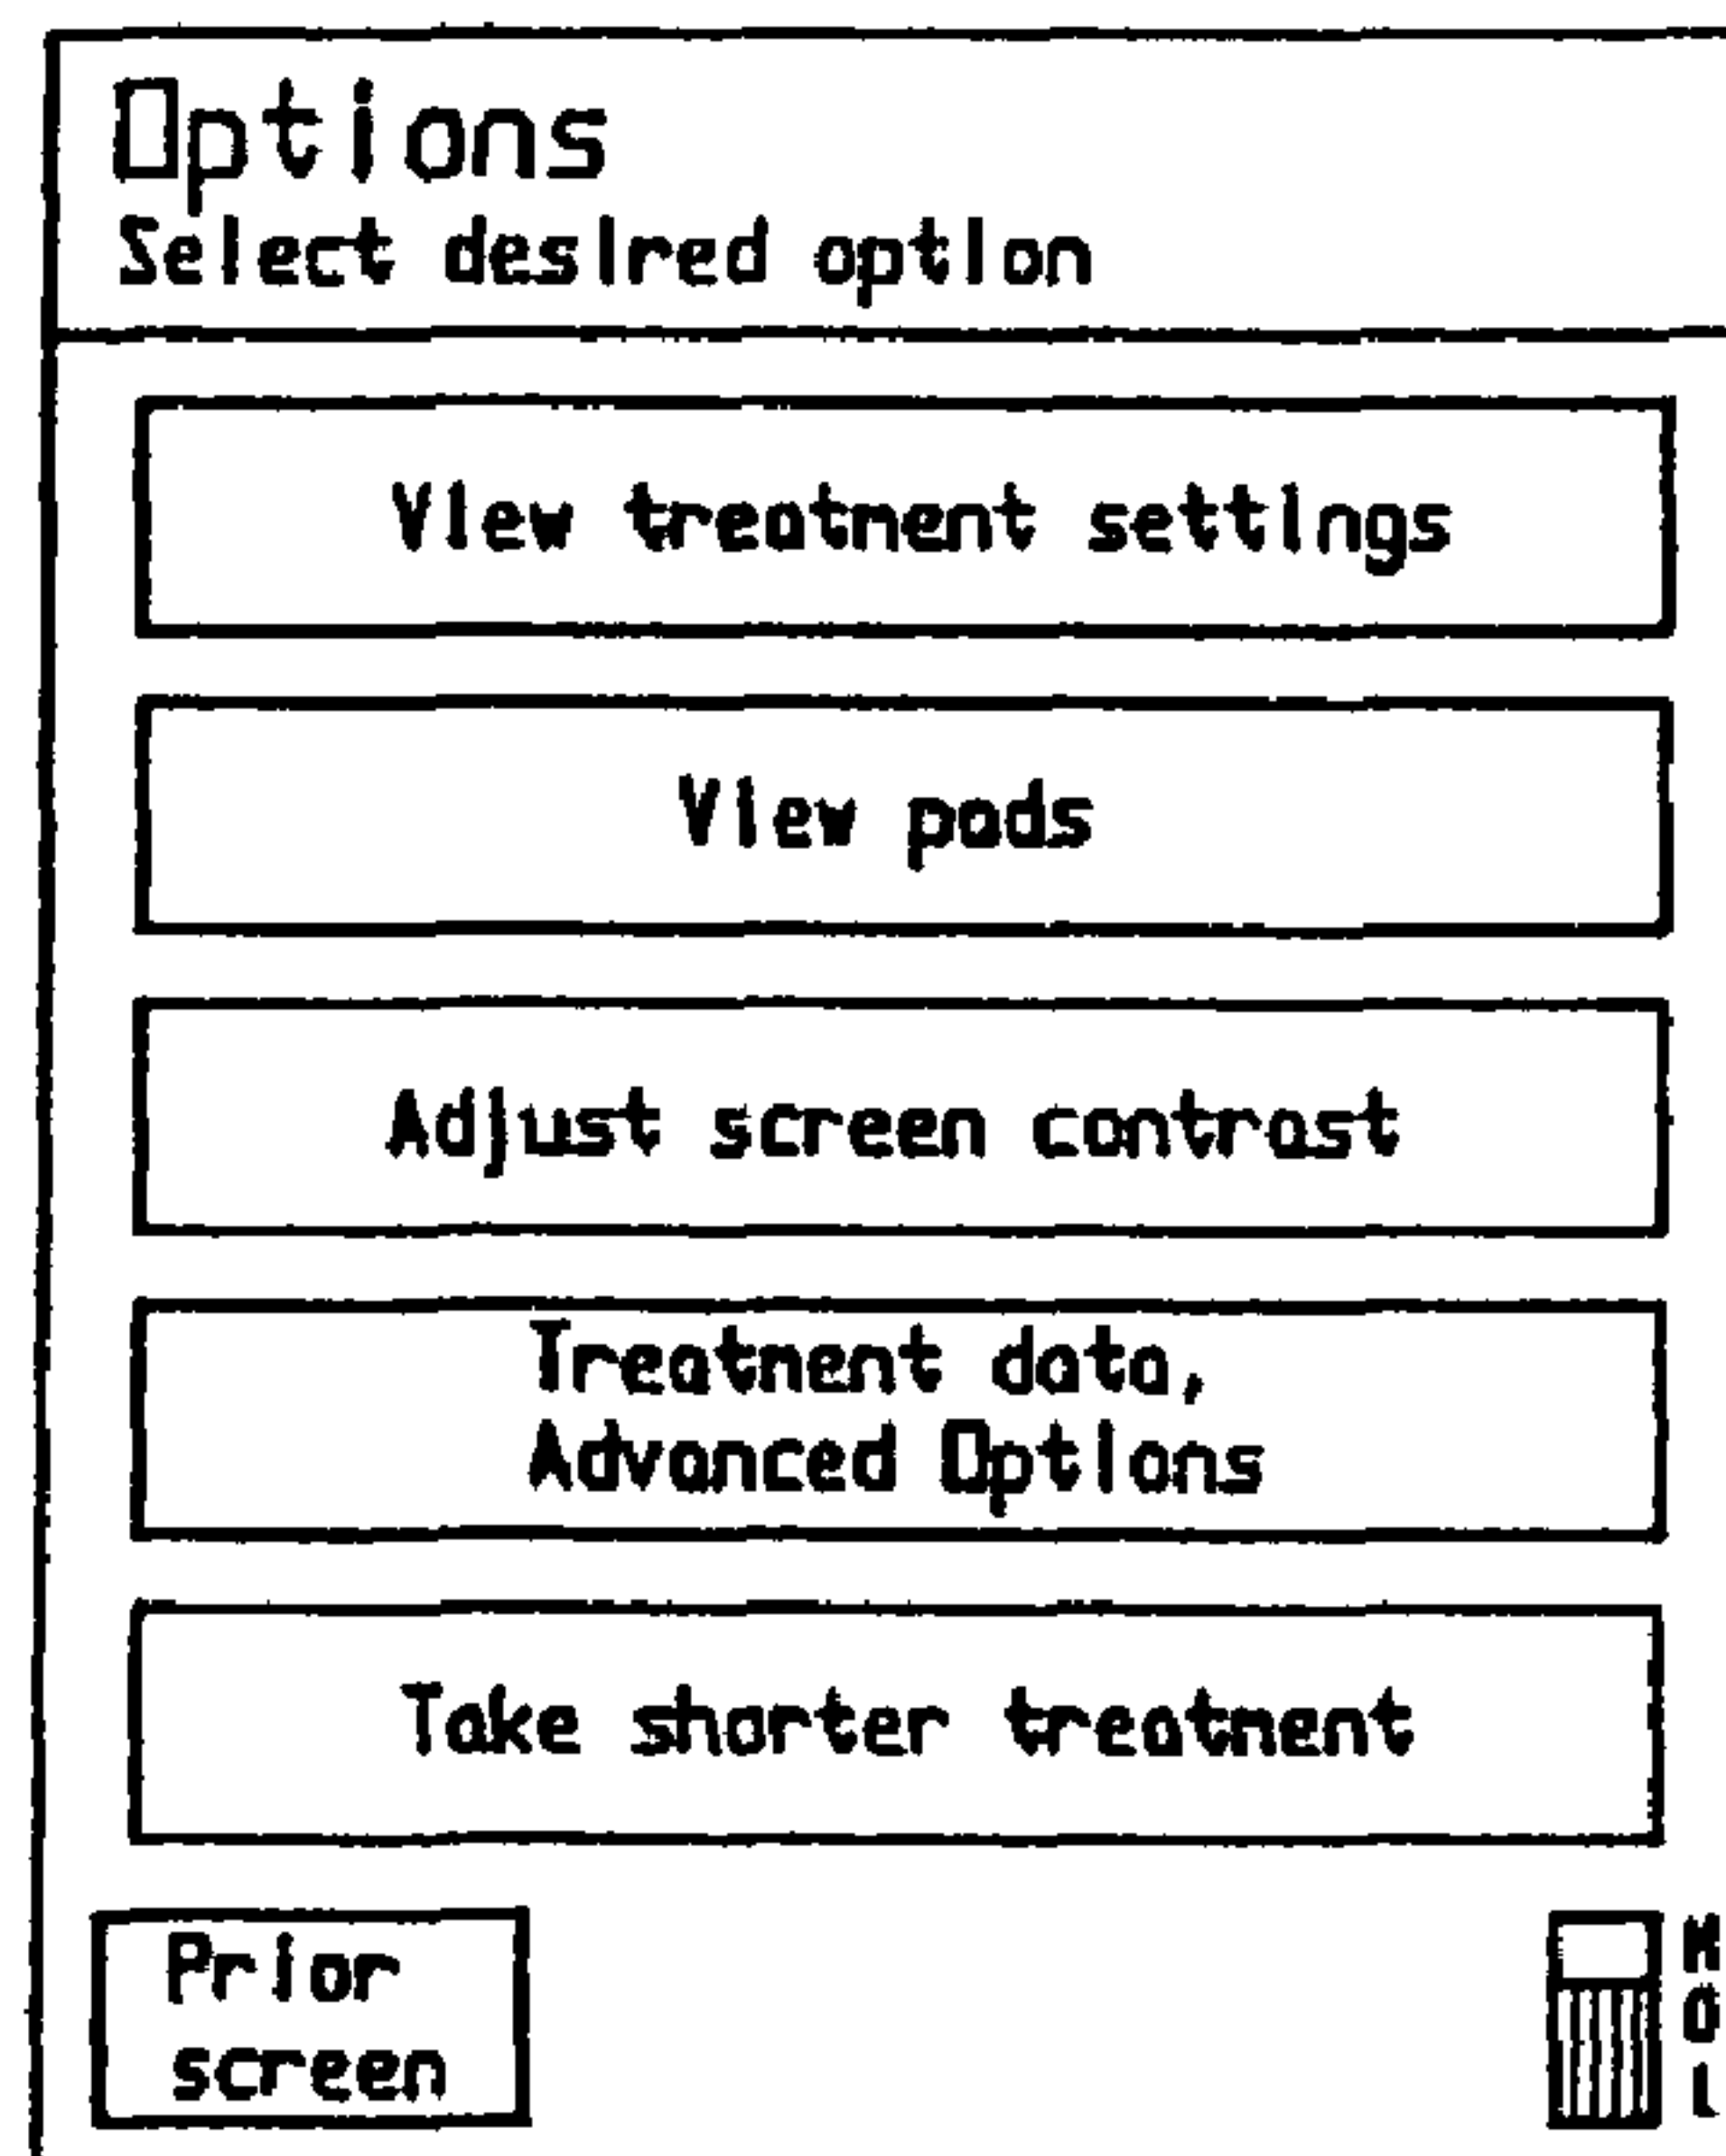 Options
Select desired option
View treatment settings
View pads
Adjust screen contrast
Treatment data,
Advanced Options
Take shorter treatment
Prior
screen